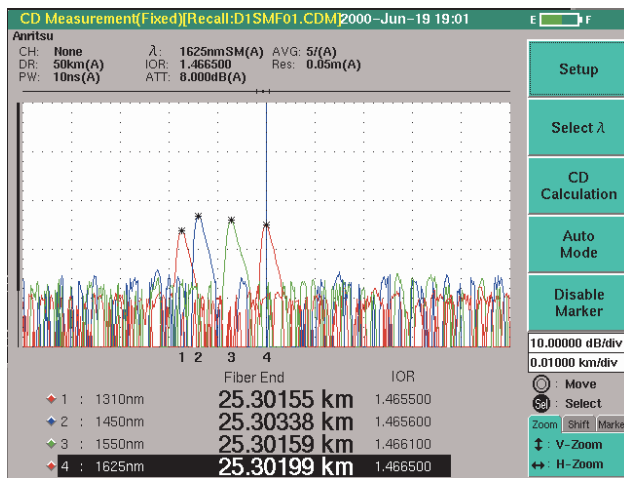 CD Measurement(Fixed)[Recall:D1SMF01.CDM]2000-Jun-19 19:01 E F
Anritsu
CH: None λ: 1625nmSM(A) AVG: 5/(A)
DR: 50km(A) IOR: 1.466500 Res: 0.05m(A)
PW: 10ns(A) ATT: 8.000dB(A)
Setup
Select λ
CD
Calculation
Auto
Mode
Disable
Marker
10.00000 dB/div
0.01000 km/div
: Move
Sel : Select
Zoom Shift Marke
: V-Zoom
: H-Zoom
1 2 3 4
Fiber End IOR
1 : 1310nm 25.30155 km 1.465500
2 : 1450nm 25.30338 km 1.465600
3 : 1550nm 25.30159 km 1.466100
4 : 1625nm 25.30199 km 1.466500